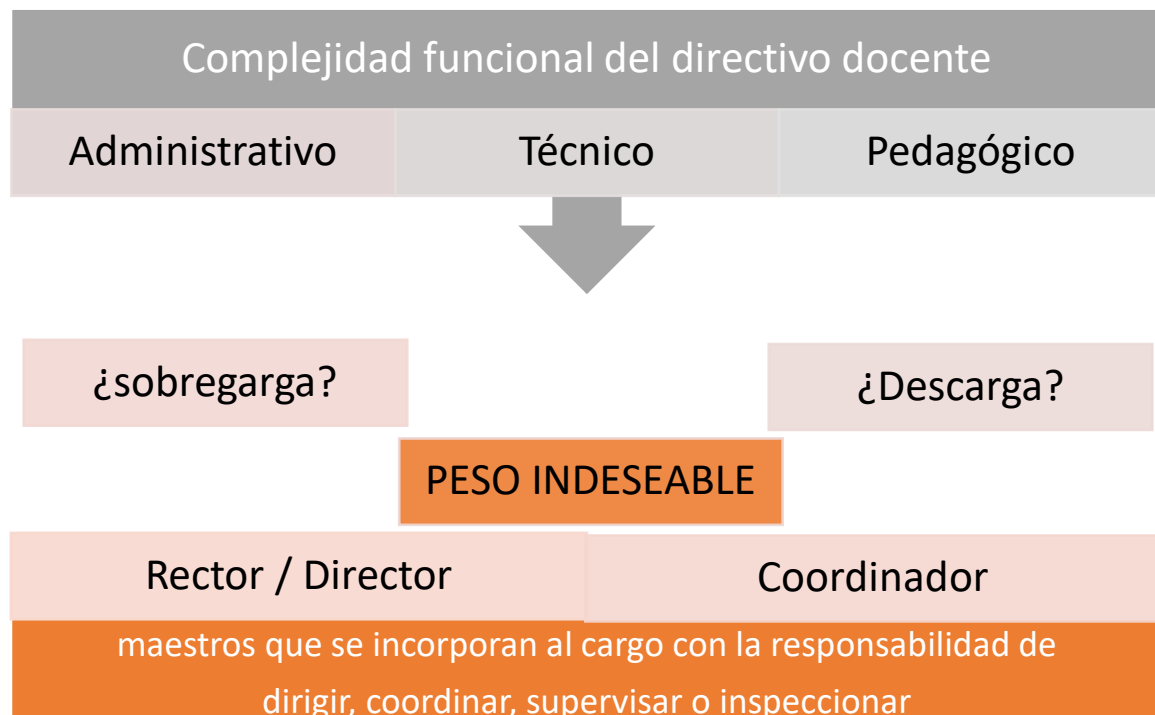 Complejidad funcional del directivo docente
Administrativo
Técnico
Pedagógico
¿sobregarga?
¿Descarga?
PESO INDESEABLE
Rector / Director
Coordinador
maestros que se incorporan al cargo con la responsabilidad de
dirigir, coordinar, supervisar o inspeccionar